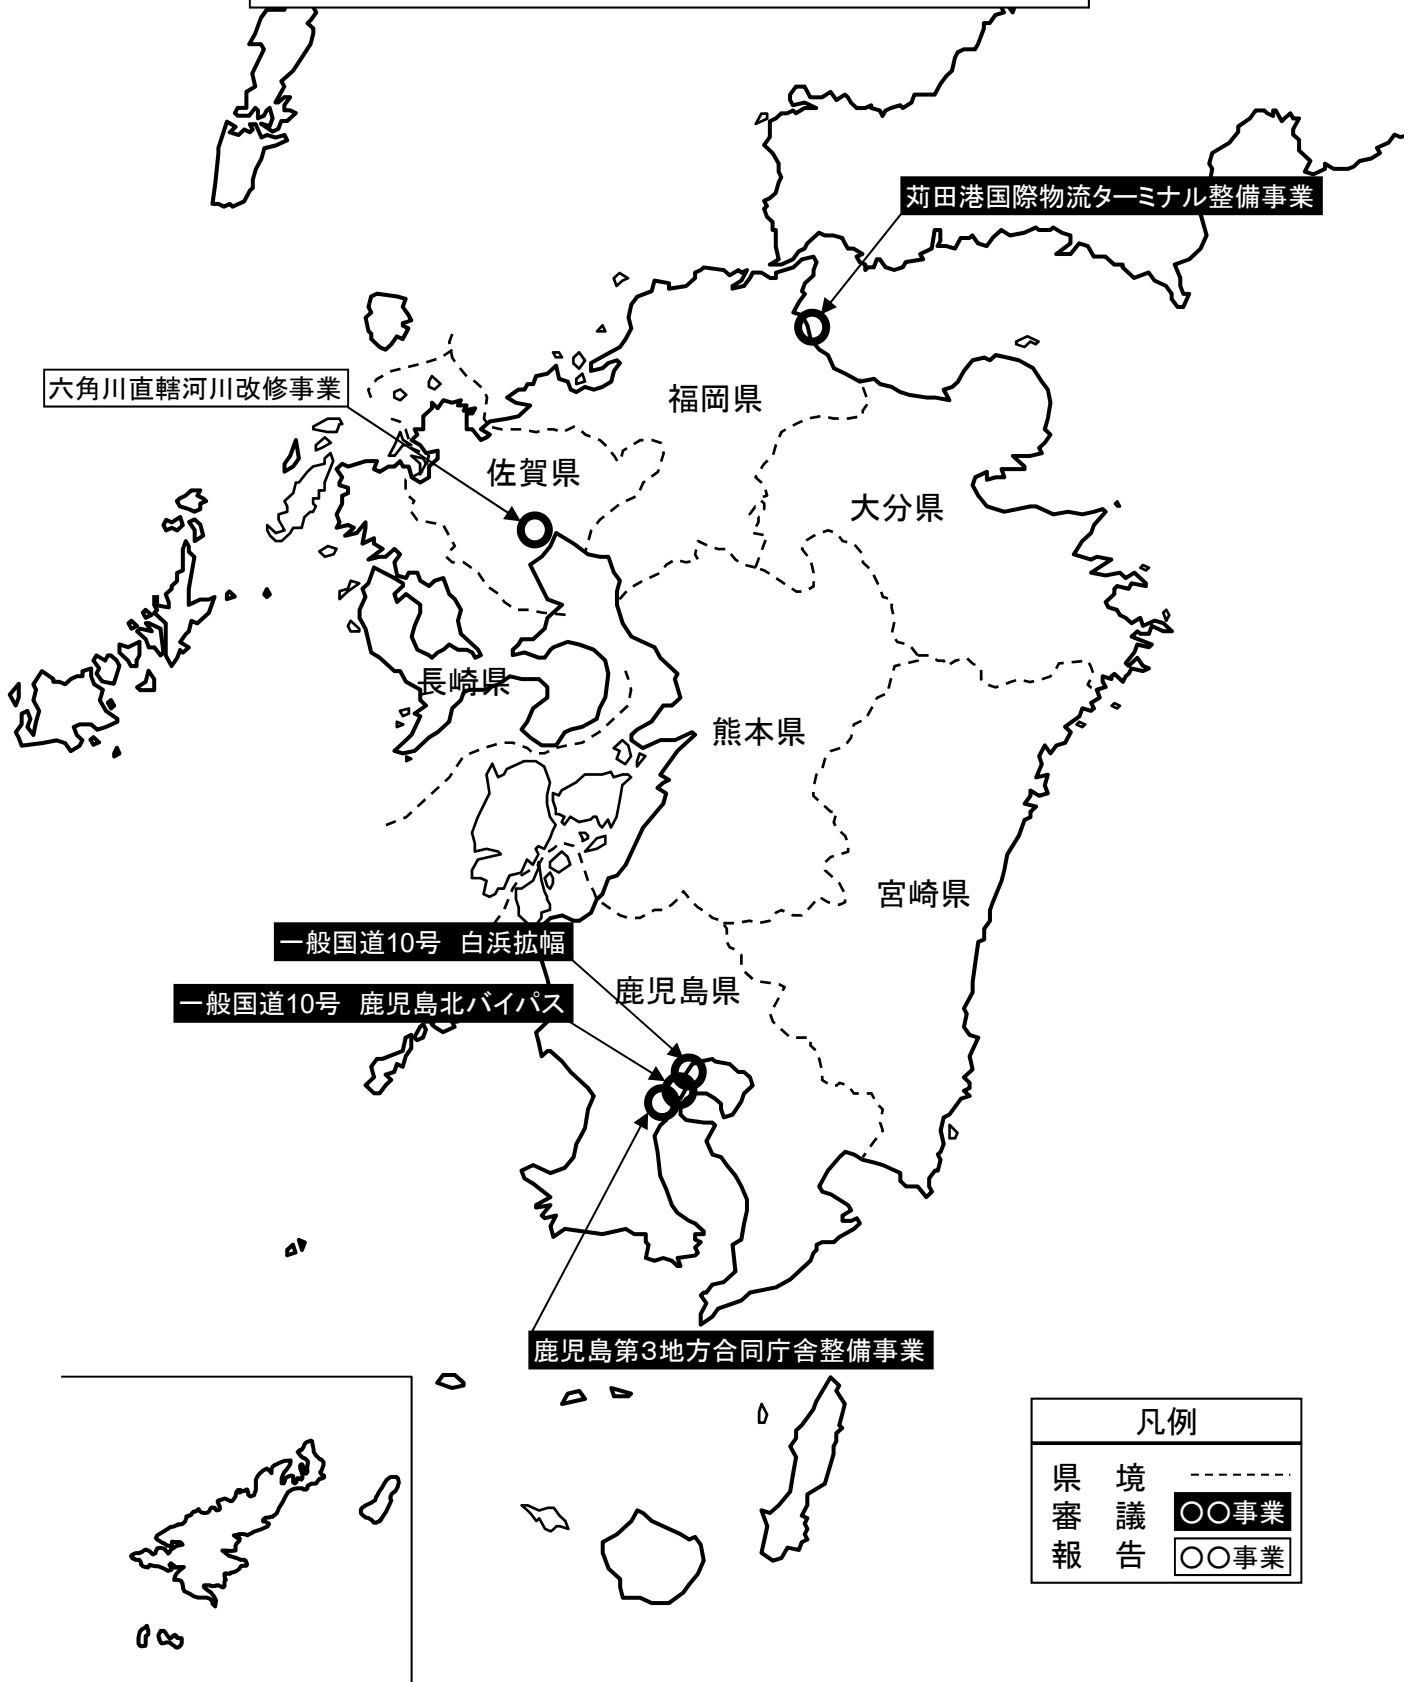 苅田港国際物流ターミナル整備事業
六角川直轄河川改修事業
福岡県
佐賀県
大分県
長崎県
熊本県
宮崎県
一般国道10号　白浜拡幅
鹿児島県
一般国道10号　鹿児島北バイパス
鹿児島第3地方合同庁舎整備事業
凡例
県　境
審　議　〇〇事業
報　告　〇〇事業